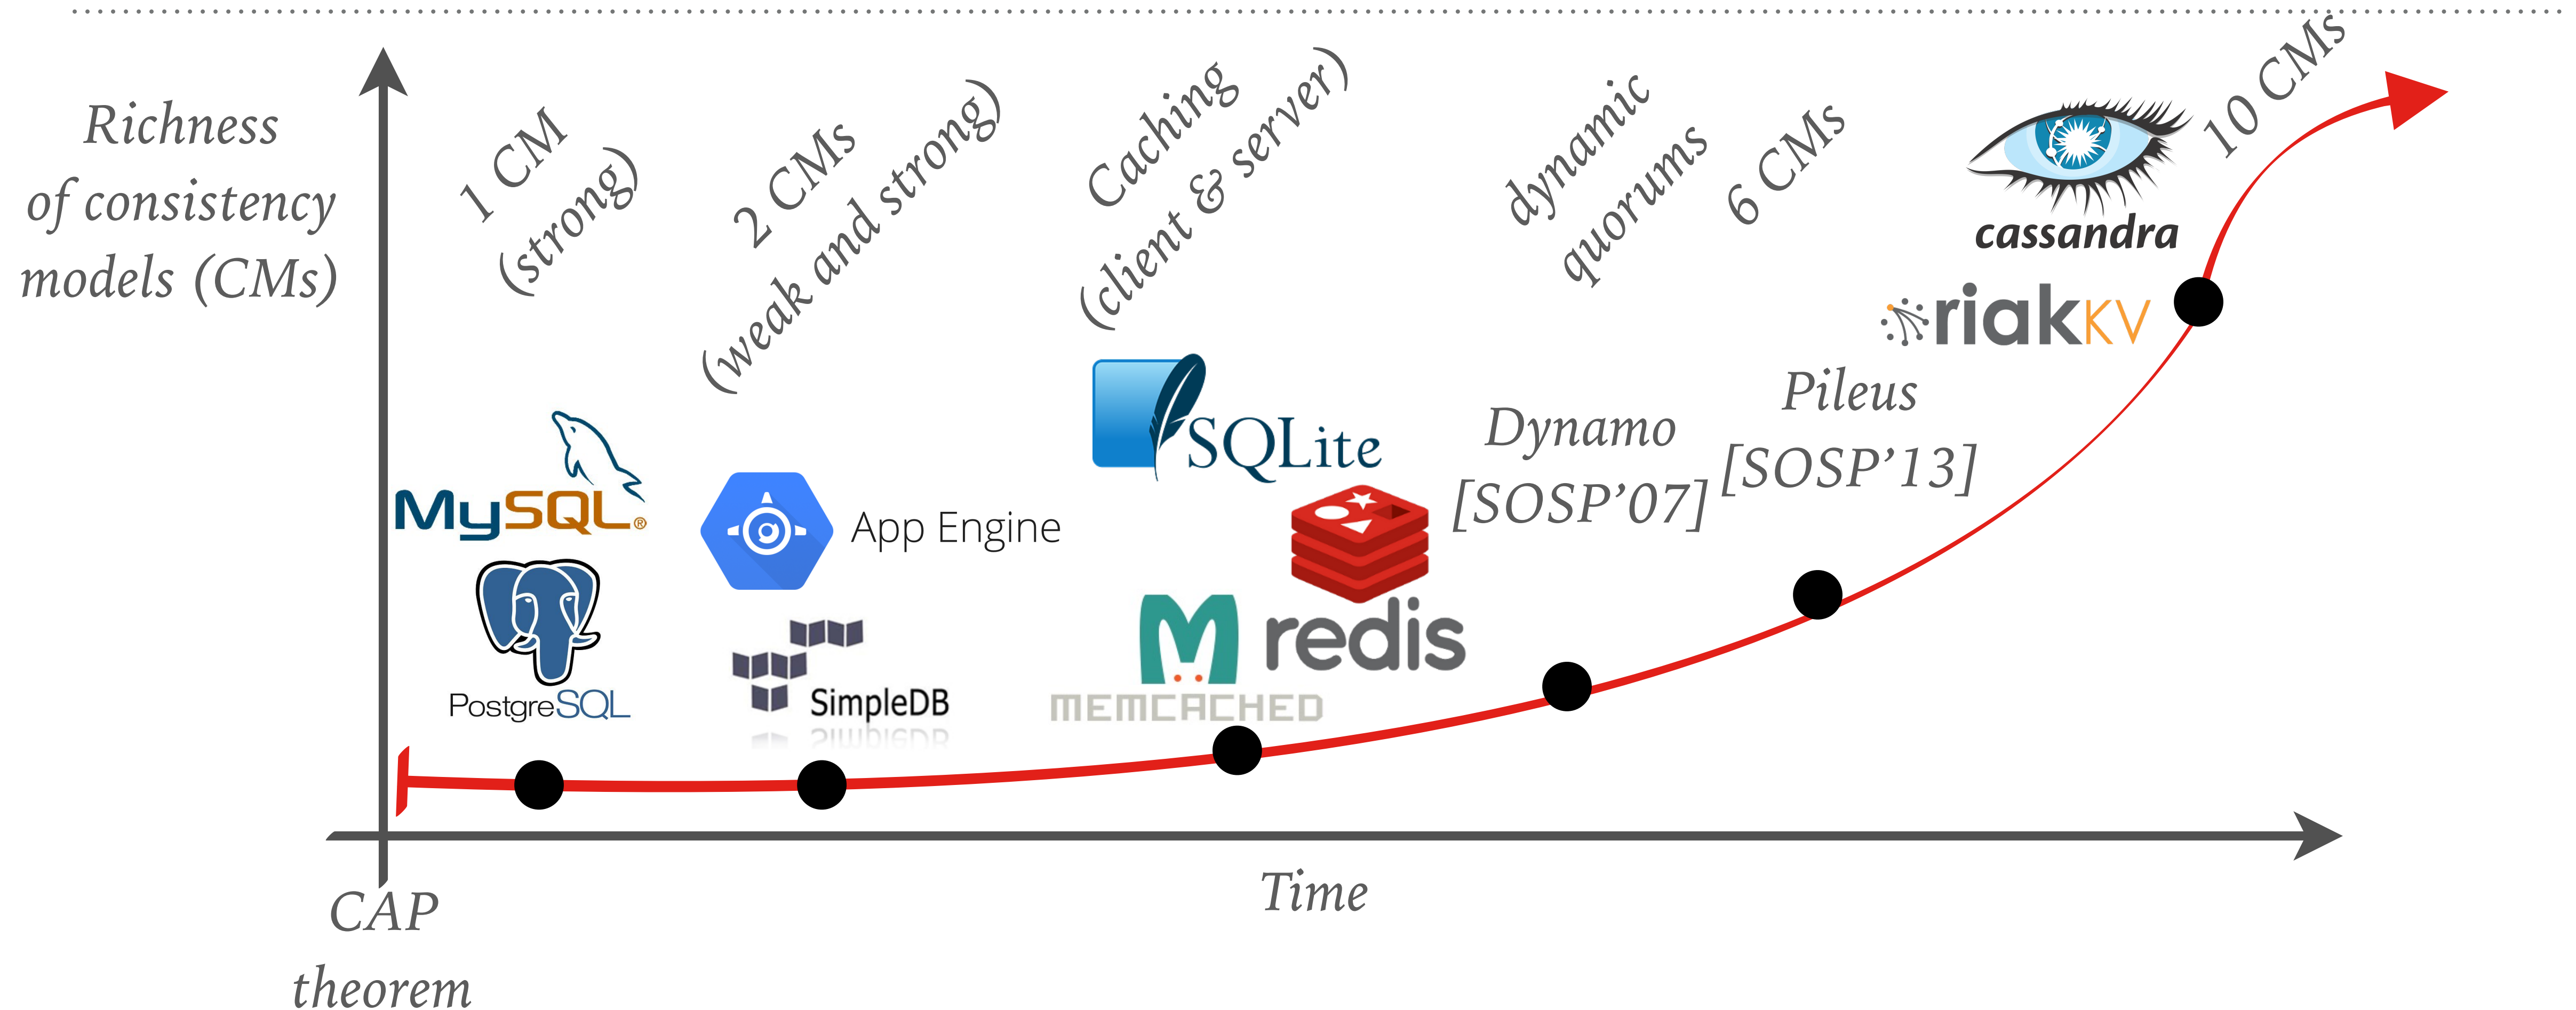 Richness
of consistency
models (CMs)
1 CM
(strong)
2 CMs
(weak and strong)
Caching
(client & server)
dynamic
quorums
6 CMs
10 CMs
cassandra
riakKV
MySQL®
PostgreSQL
App Engine
SimpleDB
SQLite
redis
MEMCACHED
Dynamo
[SOSP’07]
Pileus
[SOSP’13]
Time
CAP
theorem